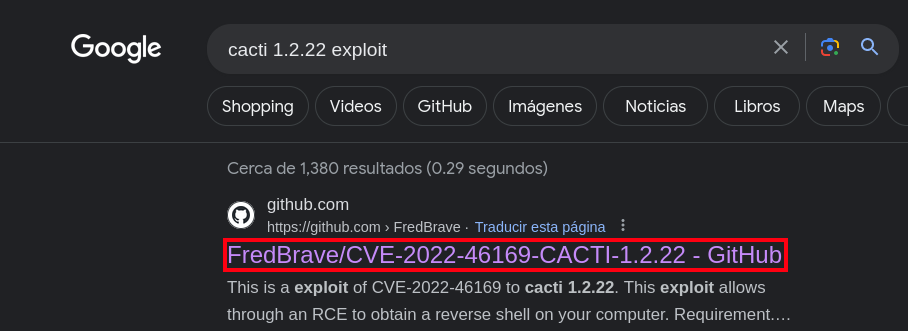 Google
cacti 1.2.22 exploit
Shopping Videos GitHub Imágenes Noticias Libros Maps
Cerca de 1,380 resultados (0.29 segundos)
github.com
https://github.com › FredBrave · Traducir esta página
FredBrave/CVE-2022-46169-CACTI-1.2.22 - GitHub
This is a exploit of CVE-2022-46169 to cacti 1.2.22. This exploit allows
through an RCE to obtain a reverse shell on your computer. Requirement.…